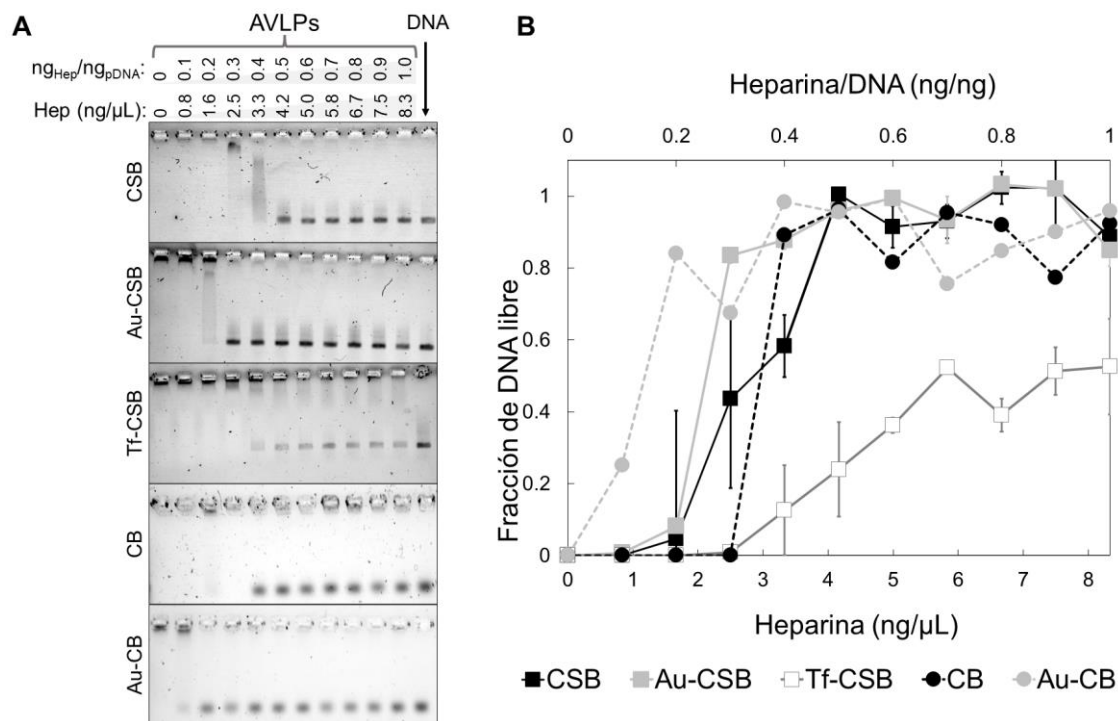 A
AVLPs
DNA
ngHep/ngpDNA: 0 0.1 0.2 0.3 0.4 0.5 0.6 0.7 0.8 0.9 1.0
Hep (ng/µL): 0 0.8 1.6 2.5 3.3 4.2 5.0 5.8 6.7 7.5 8.3
CSB
Au-CSB
Tf-CSB
CB
Au-CB
B
Heparina/DNA (ng/ng)
0 0.2 0.4 0.6 0.8 1
Fracción de DNA libre
1
0.8
0.6
0.4
0.2
0
0 1 2 3 4 5 6 7 8
Heparina (ng/µL)
CSB Au-CSB Tf-CSB CB Au-CB